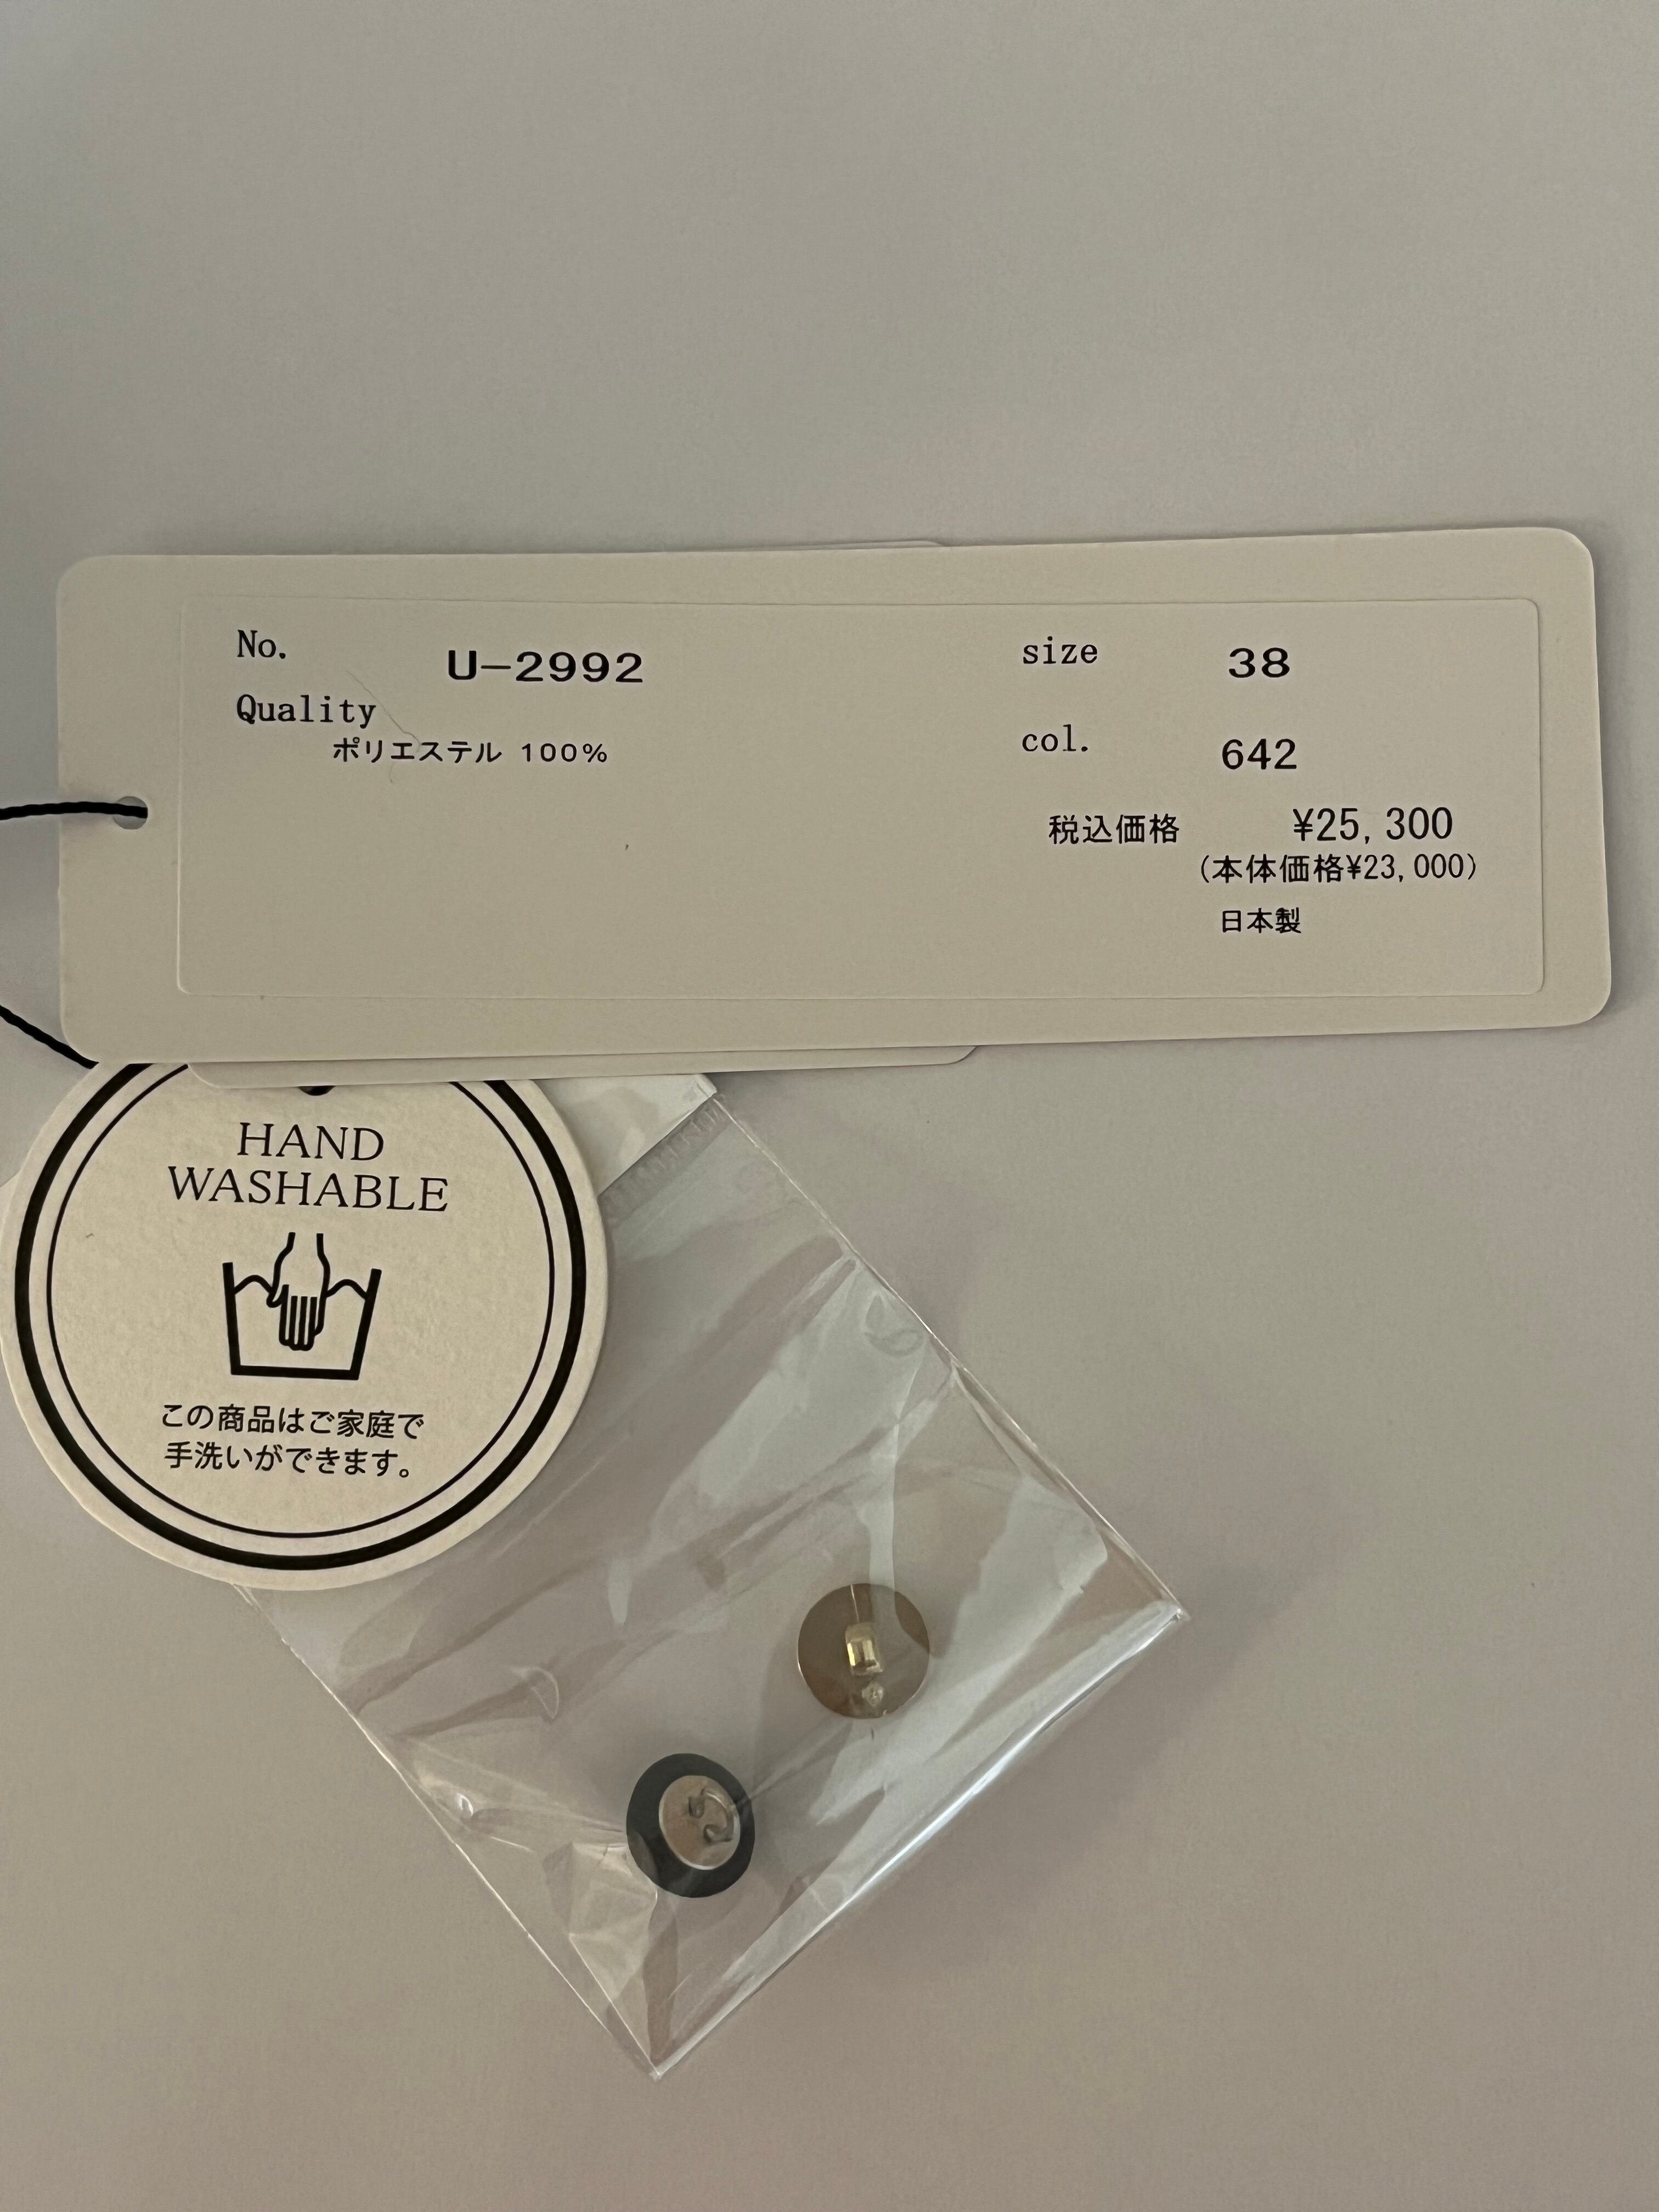 No. U-2992
Quality
ポリエステル 100%
size 38
col. 642
税込価格 ¥25,300
(本体価格¥23,000)
日本製
HAND
WASHABLE
この商品はご家庭で
手洗いができます。